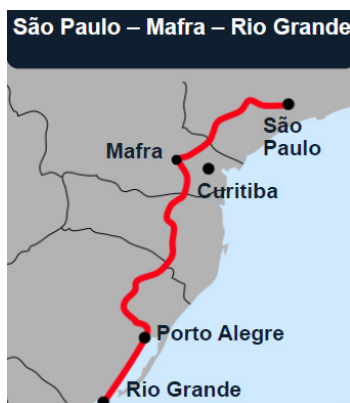 São Paulo – Mafra – Rio Grande
São
Paulo
Mafra
Curitiba
Porto Alegre
Rio Grande